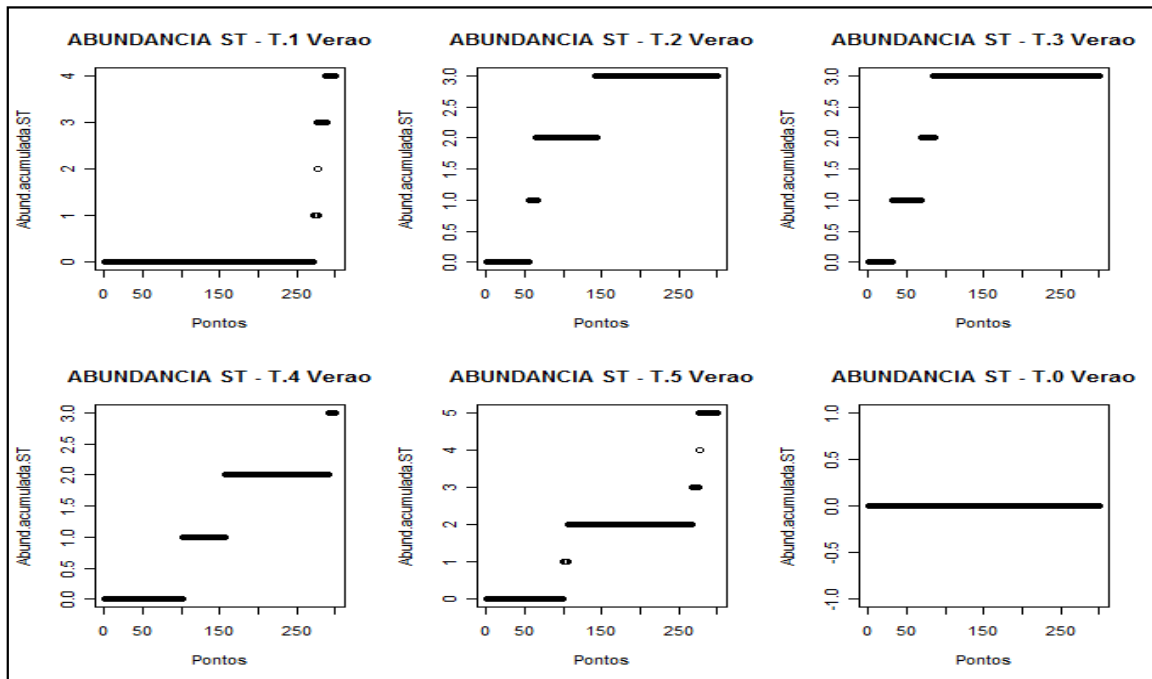 ABUNDANCIA ST - T.1 Verao
Abund.acumulada.ST
4
3
2
1
0
0 50 150 250
Pontos
ABUNDANCIA ST - T.2 Verao
Abund.acumulada.ST
3.0
2.5
2.0
1.5
1.0
0.5
0.0
0 50 150 250
Pontos
ABUNDANCIA ST - T.3 Verao
Abund.acumulada.ST
3.0
2.5
2.0
1.5
1.0
0.5
0.0
0 50 150 250
Pontos
ABUNDANCIA ST - T.4 Verao
Abund.acumulada.ST
3.0
2.5
2.0
1.5
1.0
0.5
0.0
0 50 150 250
Pontos
ABUNDANCIA ST - T.5 Verao
Abund.acumulada.ST
5
4
3
2
1
0
0 50 150 250
Pontos
ABUNDANCIA ST - T.0 Verao
Abund.acumulada.ST
1.0
0.5
0.0
-0.5
-1.0
0 50 150 250
Pontos